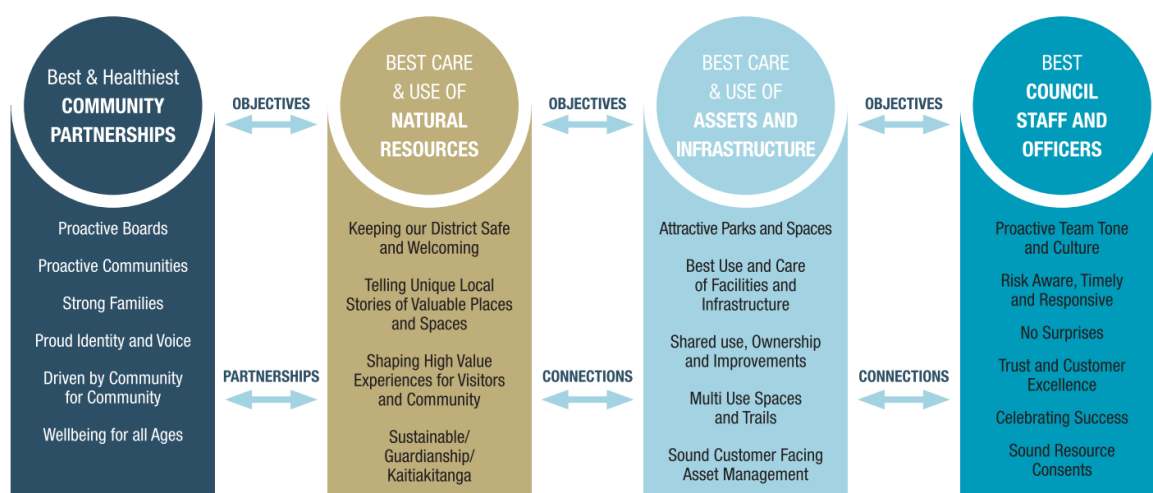 Best & Healthiest
COMMUNITY
PARTNERSHIPS
Proactive Boards
Proactive Communities
Strong Families
Proud Identity and Voice
Driven by Community
for Community
Wellbeing for all Ages
OBJECTIVES
PARTNERSHIPS
BEST CARE
& USE OF
NATURAL
RESOURCES
Keeping our District Safe
and Welcoming
Telling Unique Local
Stories of Valuable Places
and Spaces
Shaping High Value
Experiences for Visitors
and Community
Sustainable/
Guardianship/
Kaitiakitanga
OBJECTIVES
CONNECTIONS
BEST CARE
& USE OF
ASSETS AND
INFRASTRUCTURE
Attractive Parks and Spaces
Best Use and Care
of Facilities and
Infrastructure
Shared use, Ownership
and Improvements
Multi Use Spaces
and Trails
Sound Customer Facing
Asset Management
OBJECTIVES
CONNECTIONS
BEST
COUNCIL
STAFF AND
OFFICERS
Proactive Team Tone
and Culture
Risk Aware, Timely
and Responsive
No Surprises
Trust and Customer
Excellence
Celebrating Success
Sound Resource
Consents